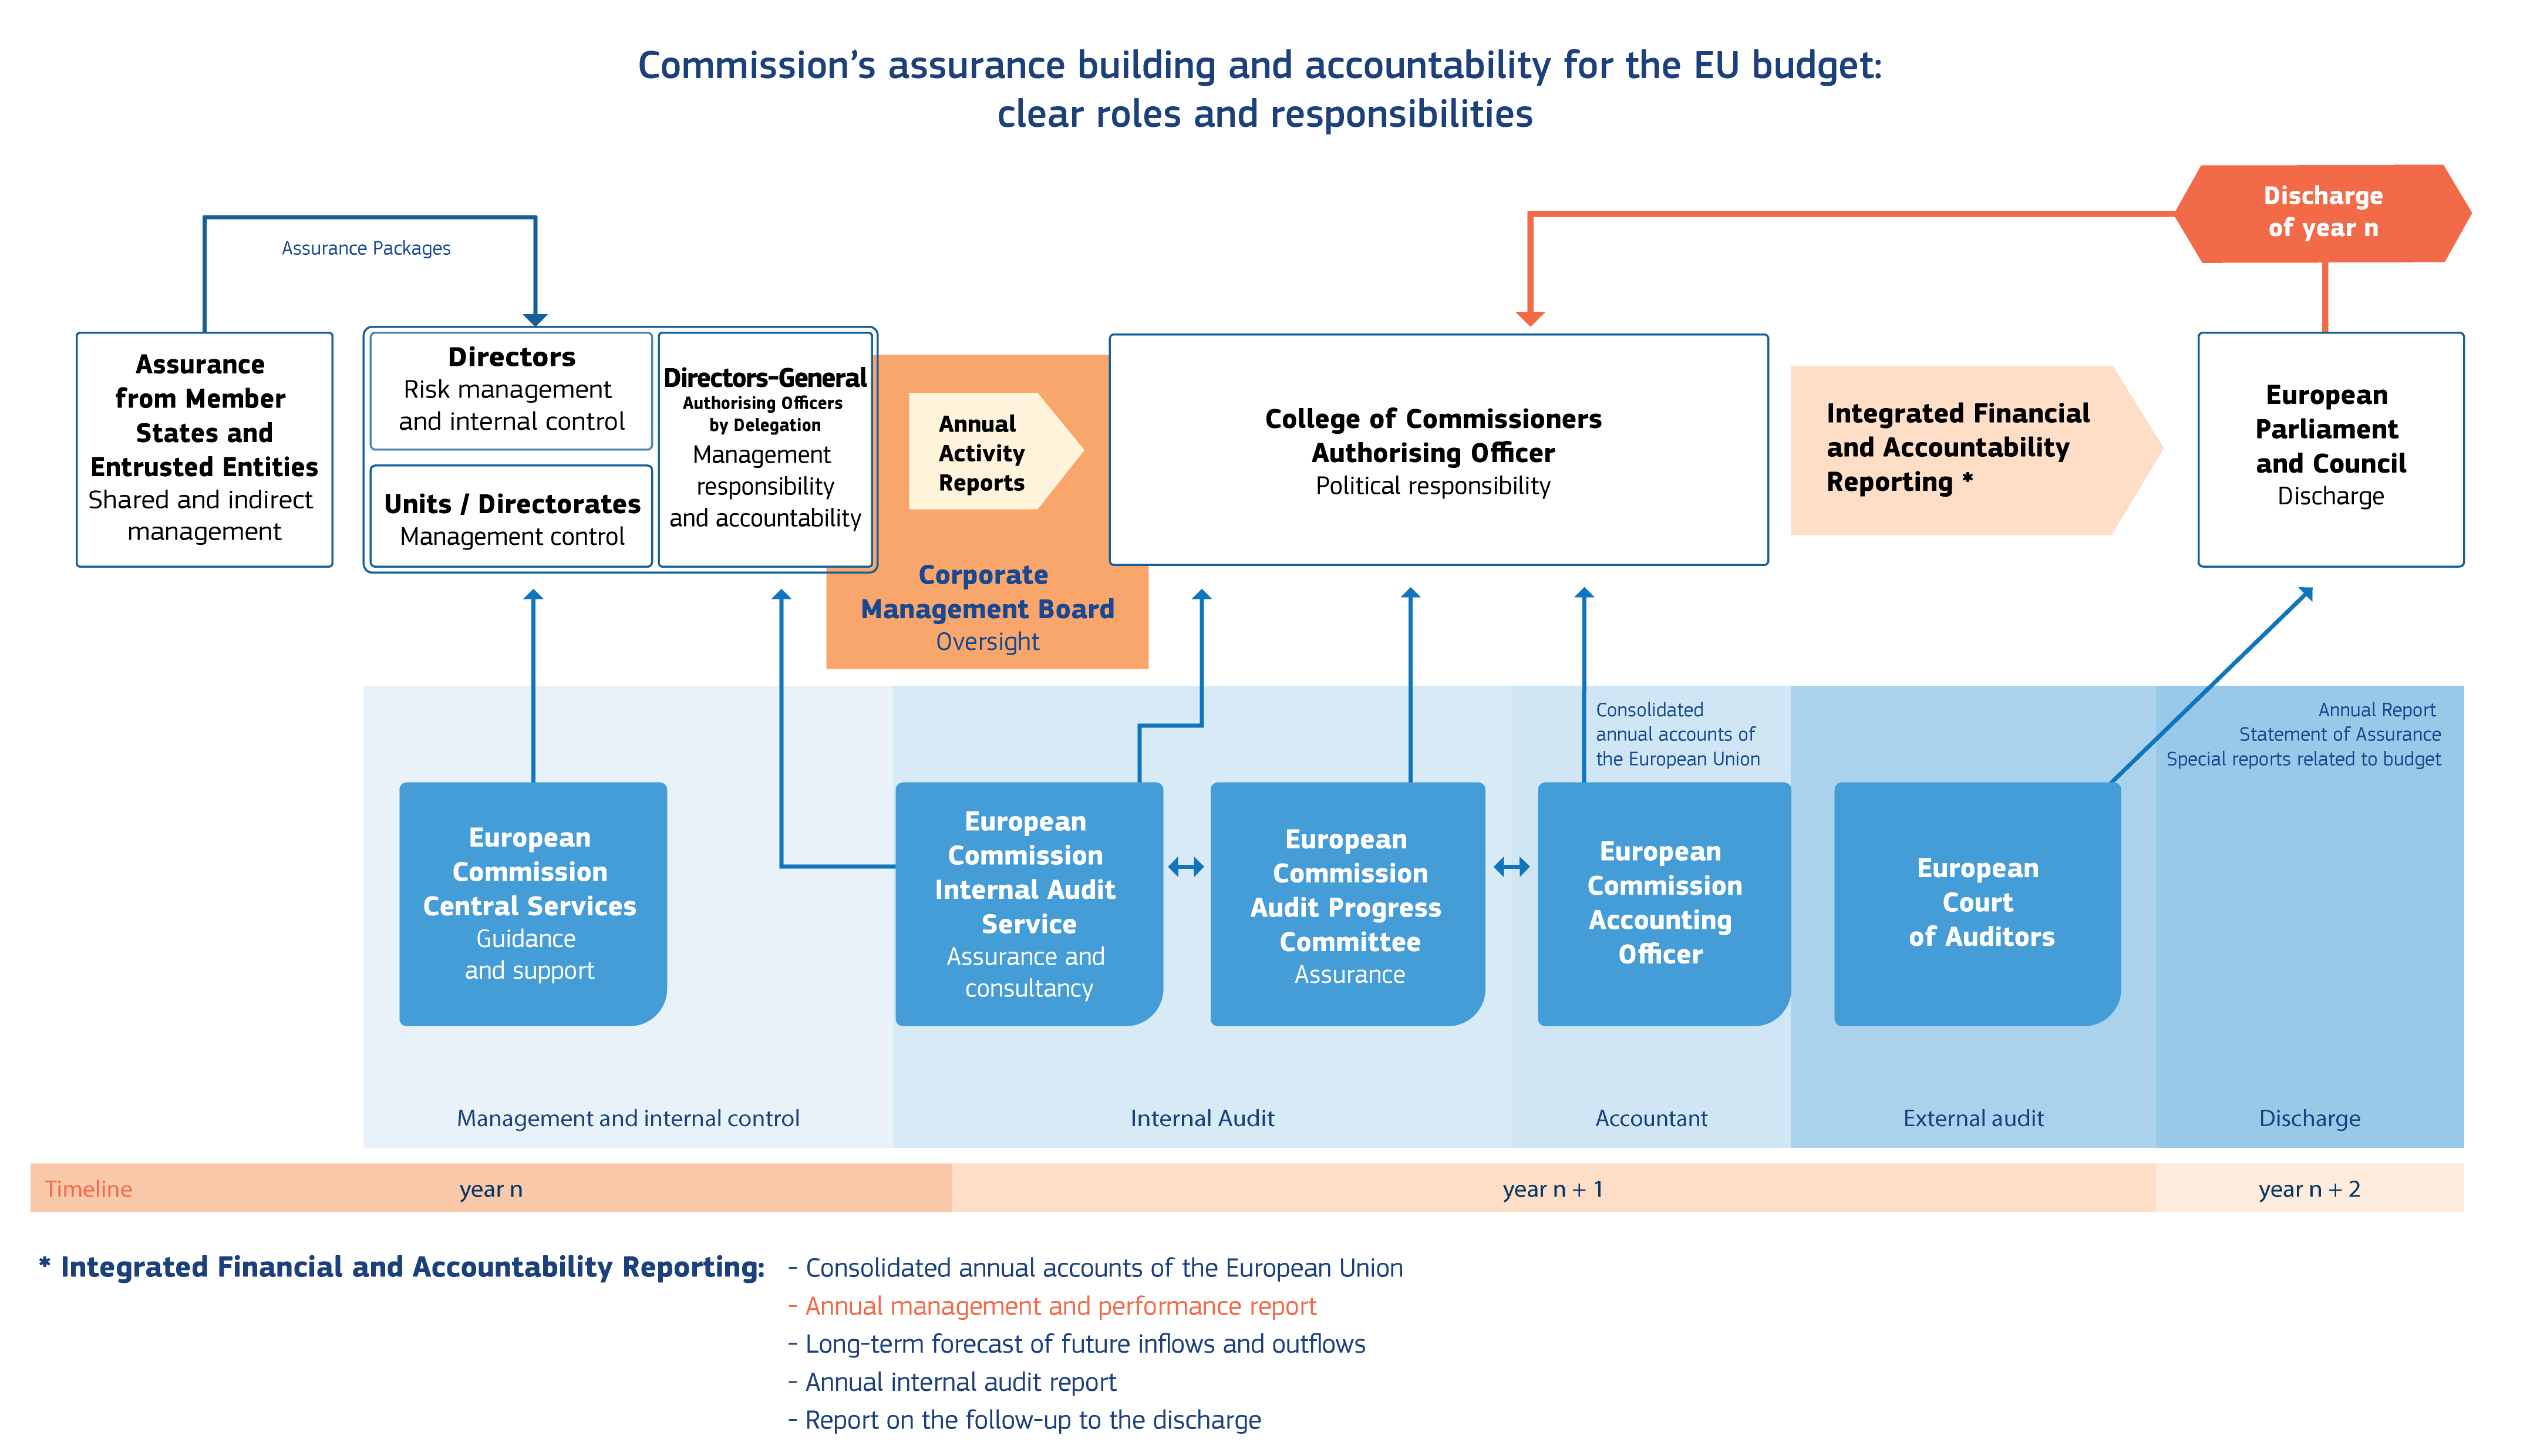 Commission's assurance building and accountability for the EU budget:
clear roles and responsibilities
Discharge
of year n
Assurance Packages
Assurance
from Member
States and
Entrusted Entities
Shared and indirect
management
Directors
Risk management
and internal control
Units / Directorates
Management control
Directors-General
Authorising Officers
by Delegation
Management
responsibility
and accountability
Annual
Activity
Reports
Corporate
Management Board
Oversight
College of Commissioners
Authorising Officer
Political responsibility
Integrated Financial
and Accountability
Reporting *
European
Parliament
and Council
Discharge
Consolidated
annual accounts of
the European Union
Annual Report
Statement of Assurance
Special reports related to budget
European
Commission
Central Services
Guidance
and support
European
Commission
Internal Audit
Service
Assurance and
consultancy
European
Commission
Audit Progress
Committee
Assurance
European
Commission
Accounting
Officer
European
Court
of Auditors
Management and internal control
Internal Audit
Accountant
External audit
Discharge
Timeline
year n
year n + 1
year n + 2
* Integrated Financial and Accountability Reporting:
- Consolidated annual accounts of the European Union
- Annual management and performance report
- Long-term forecast of future inflows and outflows
- Annual internal audit report
- Report on the follow-up to the discharge